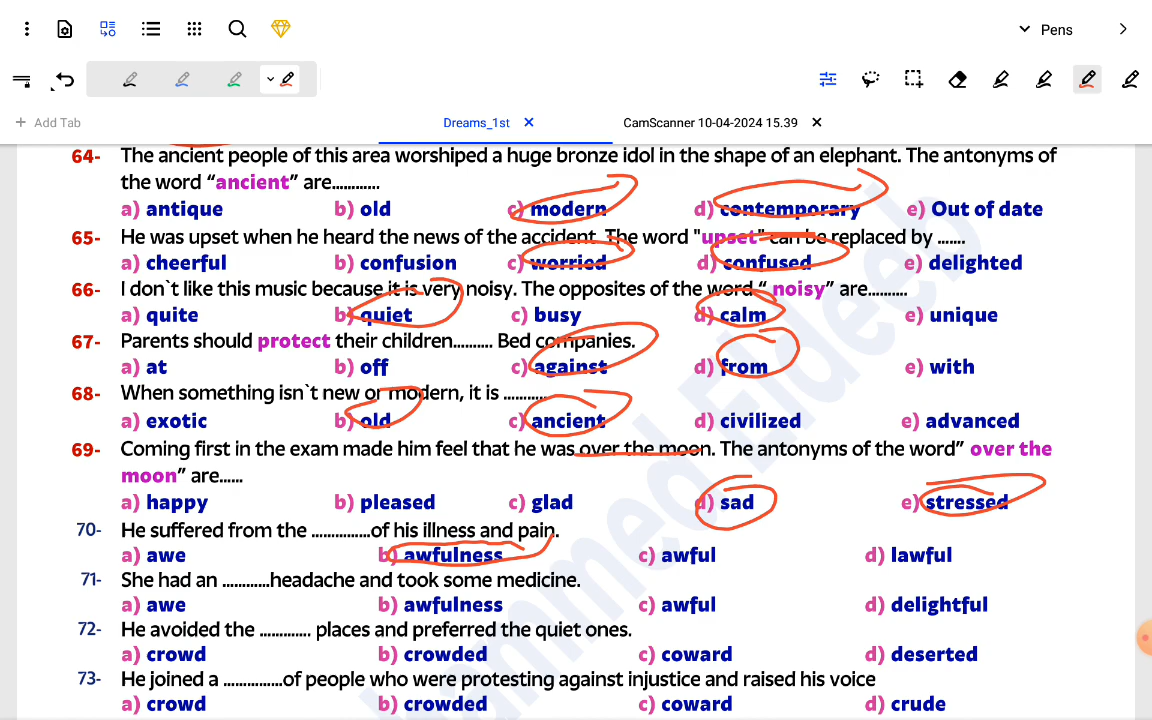 Pens
+ Add Tab
Dreams_1st
CamScanner 10-04-2024 15.39
64- The ancient people of this area worshiped a huge bronze idol in the shape of an elephant. The antonyms of
the word “ancient” are............
a) antique b) old c) modern d) contemporary e) Out of date
65- He was upset when he heard the news of the accident. The word "upset" can be replaced by .......
a) cheerful b) confusion c) worried d) confused e) delighted
66- I don`t like this music because it is very noisy. The opposites of the word “ noisy” are..........
a) quite b) quiet c) busy d) calm e) unique
67- Parents should protect their children.......... Bed companies.
a) at b) off c) against d) from e) with
68- When something isn`t new or modern, it is ...........
a) exotic b) old c) ancient d) civilized e) advanced
69- Coming first in the exam made him feel that he was over the moon. The antonyms of the word” over the
moon” are......
a) happy b) pleased c) glad d) sad e) stressed
70- He suffered from the ...............of his illness and pain.
a) awe b) awfulness c) awful d) lawful
71- She had an ............headache and took some medicine.
a) awe b) awfulness c) awful d) delightful
72- He avoided the ............. places and preferred the quiet ones.
a) crowd b) crowded c) coward d) deserted
73- He joined a ...............of people who were protesting against injustice and raised his voice
a) crowd b) crowded c) coward d) crude